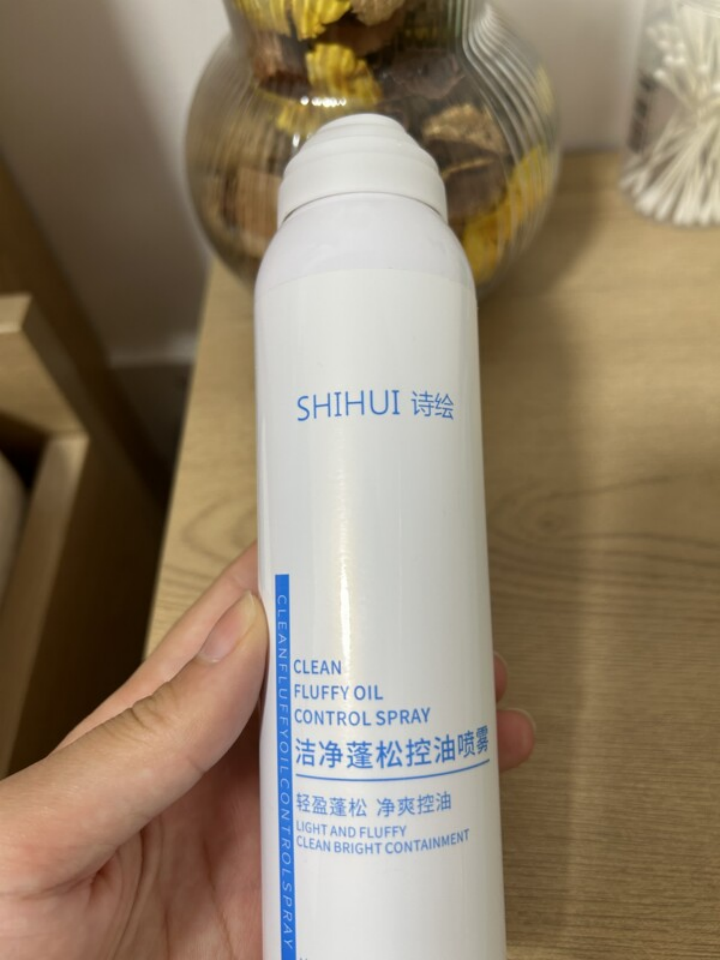 SHIHUI 诗绘
CLEAN
FLUFFY OIL
CONTROL SPRAY
洁净蓬松控油喷雾
轻盈蓬松 净爽控油
LIGHT AND FLUFFY
CLEAN BRIGHT CONTAINMENT
CLEANFLUFFYOILCONTROLSPRAY